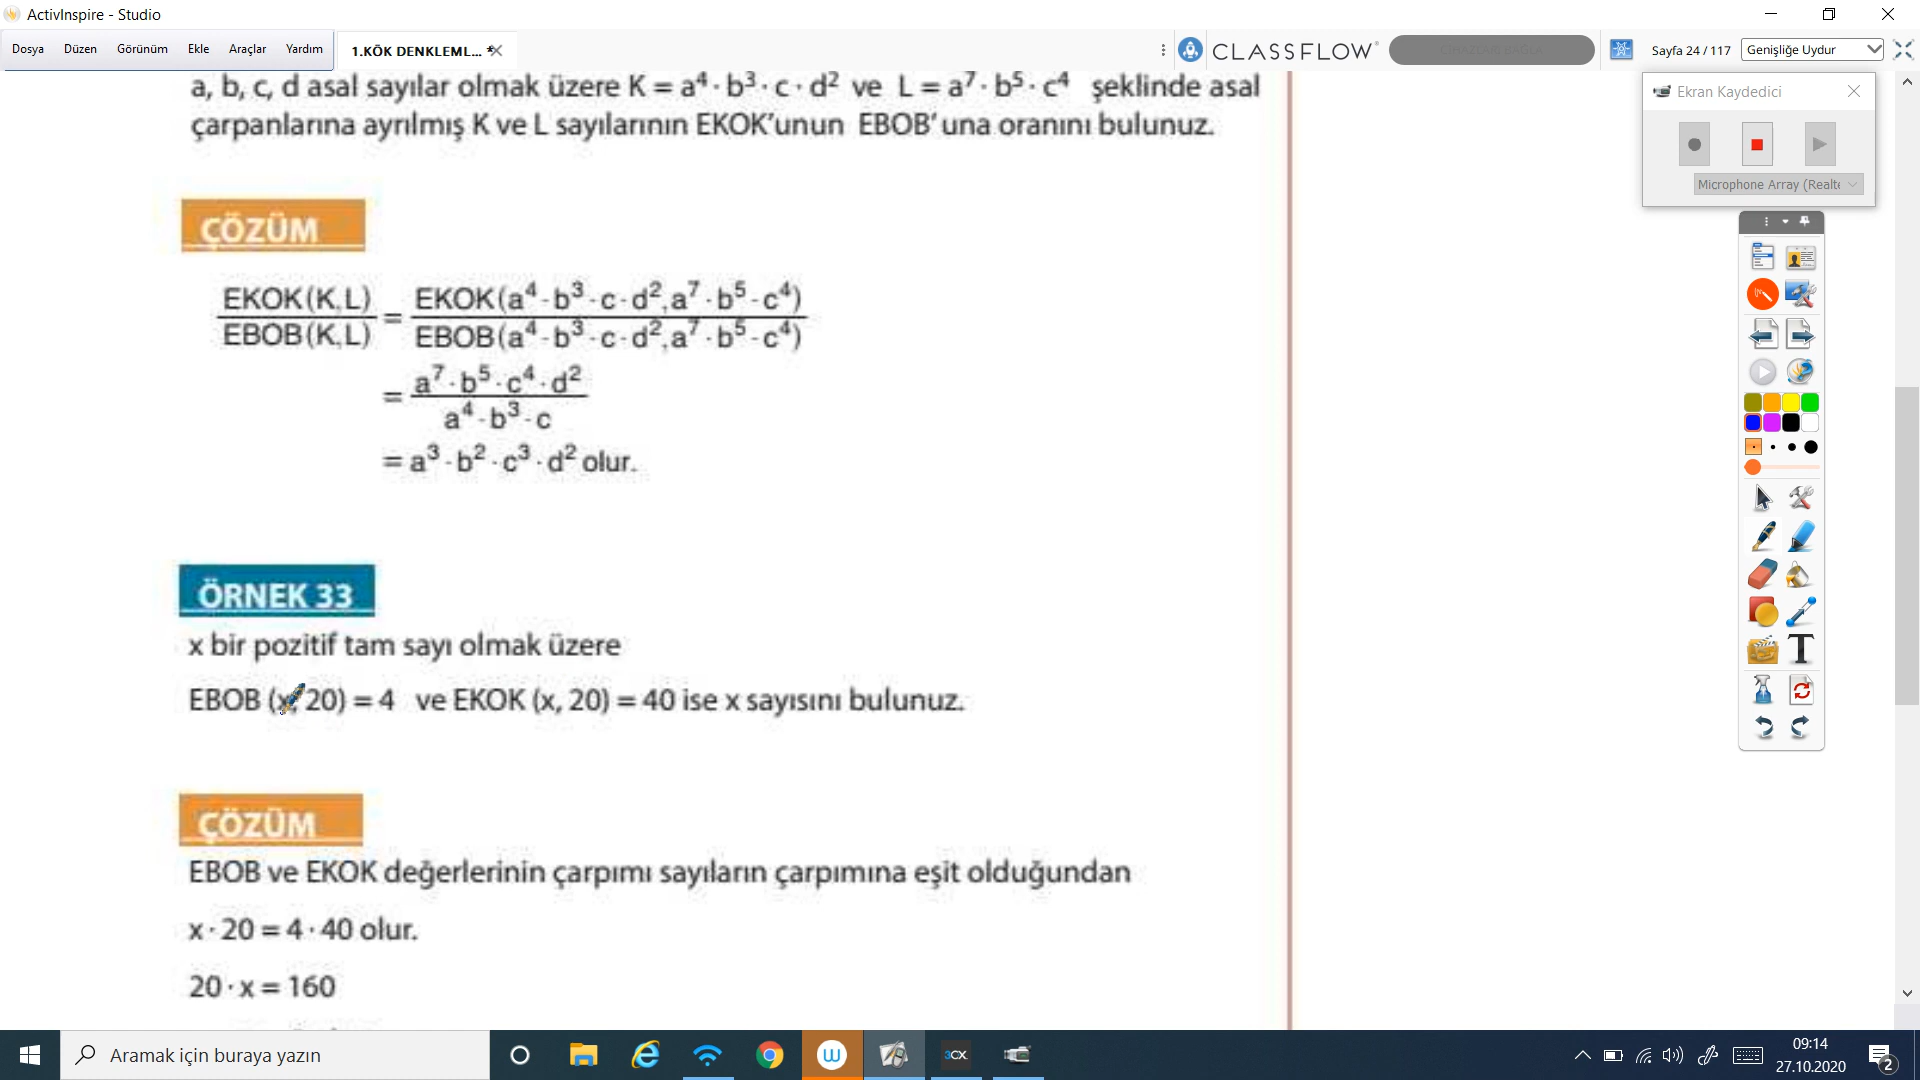 ActivInspire - Studio
Dosya Düzen Görünüm Ekle Araçlar Yardım
1.KÖK DENKLEML... *
CLASSFLOW
Sayfa 24 / 117
Genişliğe Uydur
a, b, c, d asal sayılar olmak üzere K = a⁴ · b³ · c · d² ve L = a⁷ · b⁵ · c⁴ şeklinde asal
çarpanlarına ayrılmış K ve L sayılarının EKOK'unun EBOB'una oranını bulunuz.
ÇÖZÜM
EKOK(K,L) / EBOB(K,L) = EKOK(a⁴·b³·c·d²,a⁷·b⁵·c⁴) / EBOB(a⁴·b³·c·d²,a⁷·b⁵·c⁴)
= a⁷·b⁵·c⁴·d² / a⁴·b³·c
= a³·b²·c³·d² olur.
ÖRNEK 33
x bir pozitif tam sayı olmak üzere
EBOB (x, 20) = 4 ve EKOK (x, 20) = 40 ise x sayısını bulunuz.
ÇÖZÜM
EBOB ve EKOK değerlerinin çarpımı sayıların çarpımına eşit olduğundan
x · 20 = 4 · 40 olur.
20 · x = 160
Ekran Kaydedici
Microphone Array (Realte
T
Aramak için buraya yazın
W
3CX
09:14
27.10.2020
2